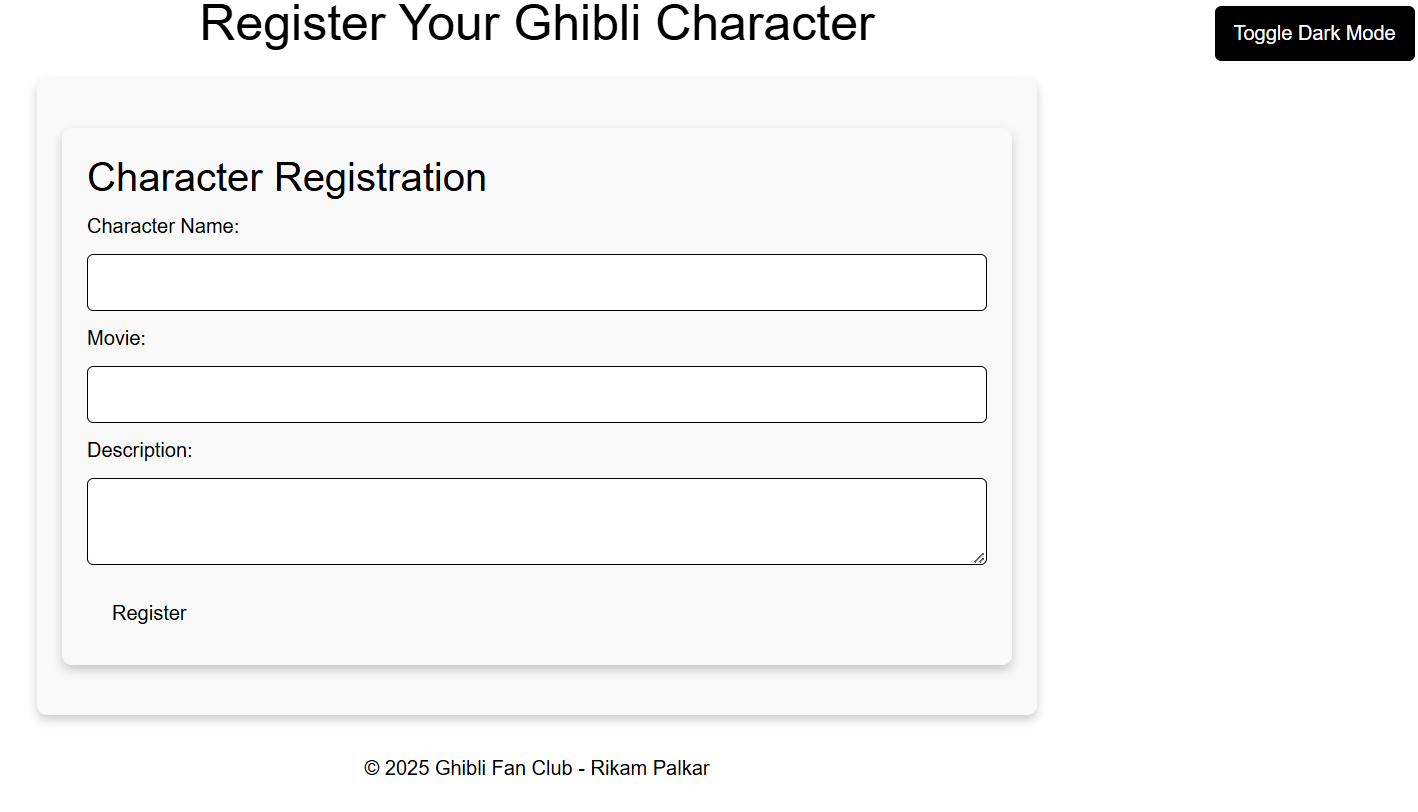 Register Your Ghibli Character
Toggle Dark Mode
Character Registration
Character Name:
Movie:
Description:
Register
© 2025 Ghibli Fan Club - Rikam Palkar